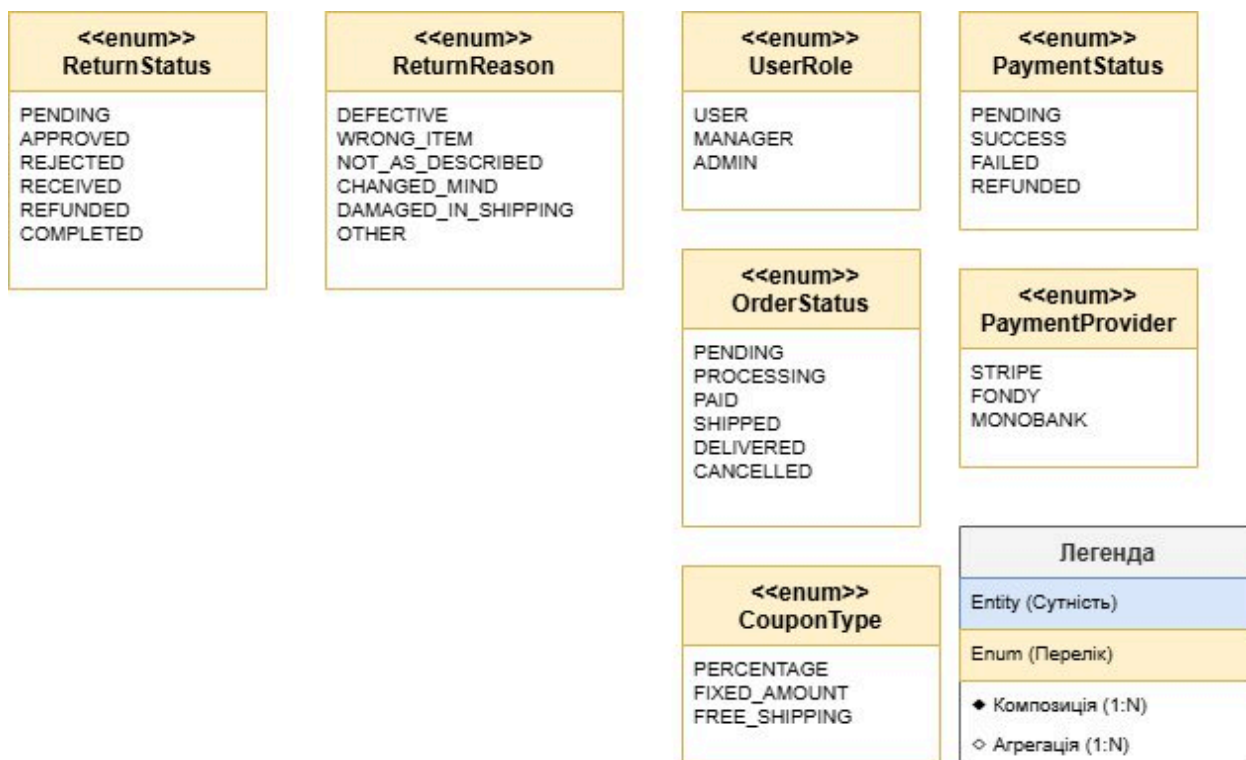 <<enum>>
ReturnStatus
PENDING
APPROVED
REJECTED
RECEIVED
REFUNDED
COMPLETED
<<enum>>
ReturnReason
DEFECTIVE
WRONG_ITEM
NOT_AS_DESCRIBED
CHANGED_MIND
DAMAGED_IN_SHIPPING
OTHER
<<enum>>
UserRole
USER
MANAGER
ADMIN
<<enum>>
PaymentStatus
PENDING
SUCCESS
FAILED
REFUNDED
<<enum>>
OrderStatus
PENDING
PROCESSING
PAID
SHIPPED
DELIVERED
CANCELLED
<<enum>>
PaymentProvider
STRIPE
FONDY
MONOBANK
<<enum>>
CouponType
PERCENTAGE
FIXED_AMOUNT
FREE_SHIPPING
Легенда
Entity (Сутність)
Enum (Перелік)
◆ Композиція (1:N)
◇ Агрегація (1:N)